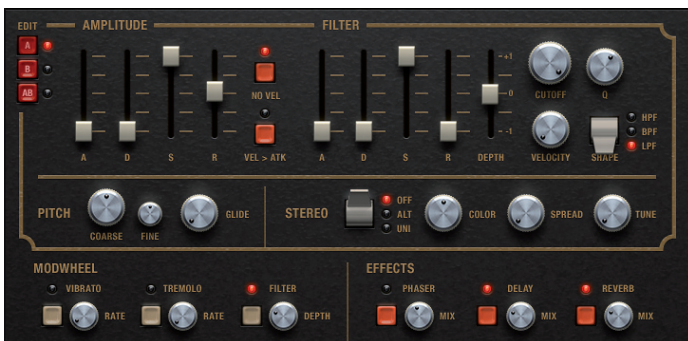 EDIT
AMPLITUDE
FILTER
A
B
AB
NO VEL
VEL > ATK
A D S R
+1
0
-1
A D S R DEPTH
CUTOFF
Q
VELOCITY
SHAPE
HPF
BPF
LPF
PITCH
COARSE
FINE
GLIDE
STEREO
OFF
ALT
UNI
COLOR
SPREAD
TUNE
MODWHEEL
VIBRATO
TREMOLO
FILTER
RATE
RATE
DEPTH
EFFECTS
PHASER
DELAY
REVERB
MIX
MIX
MIX